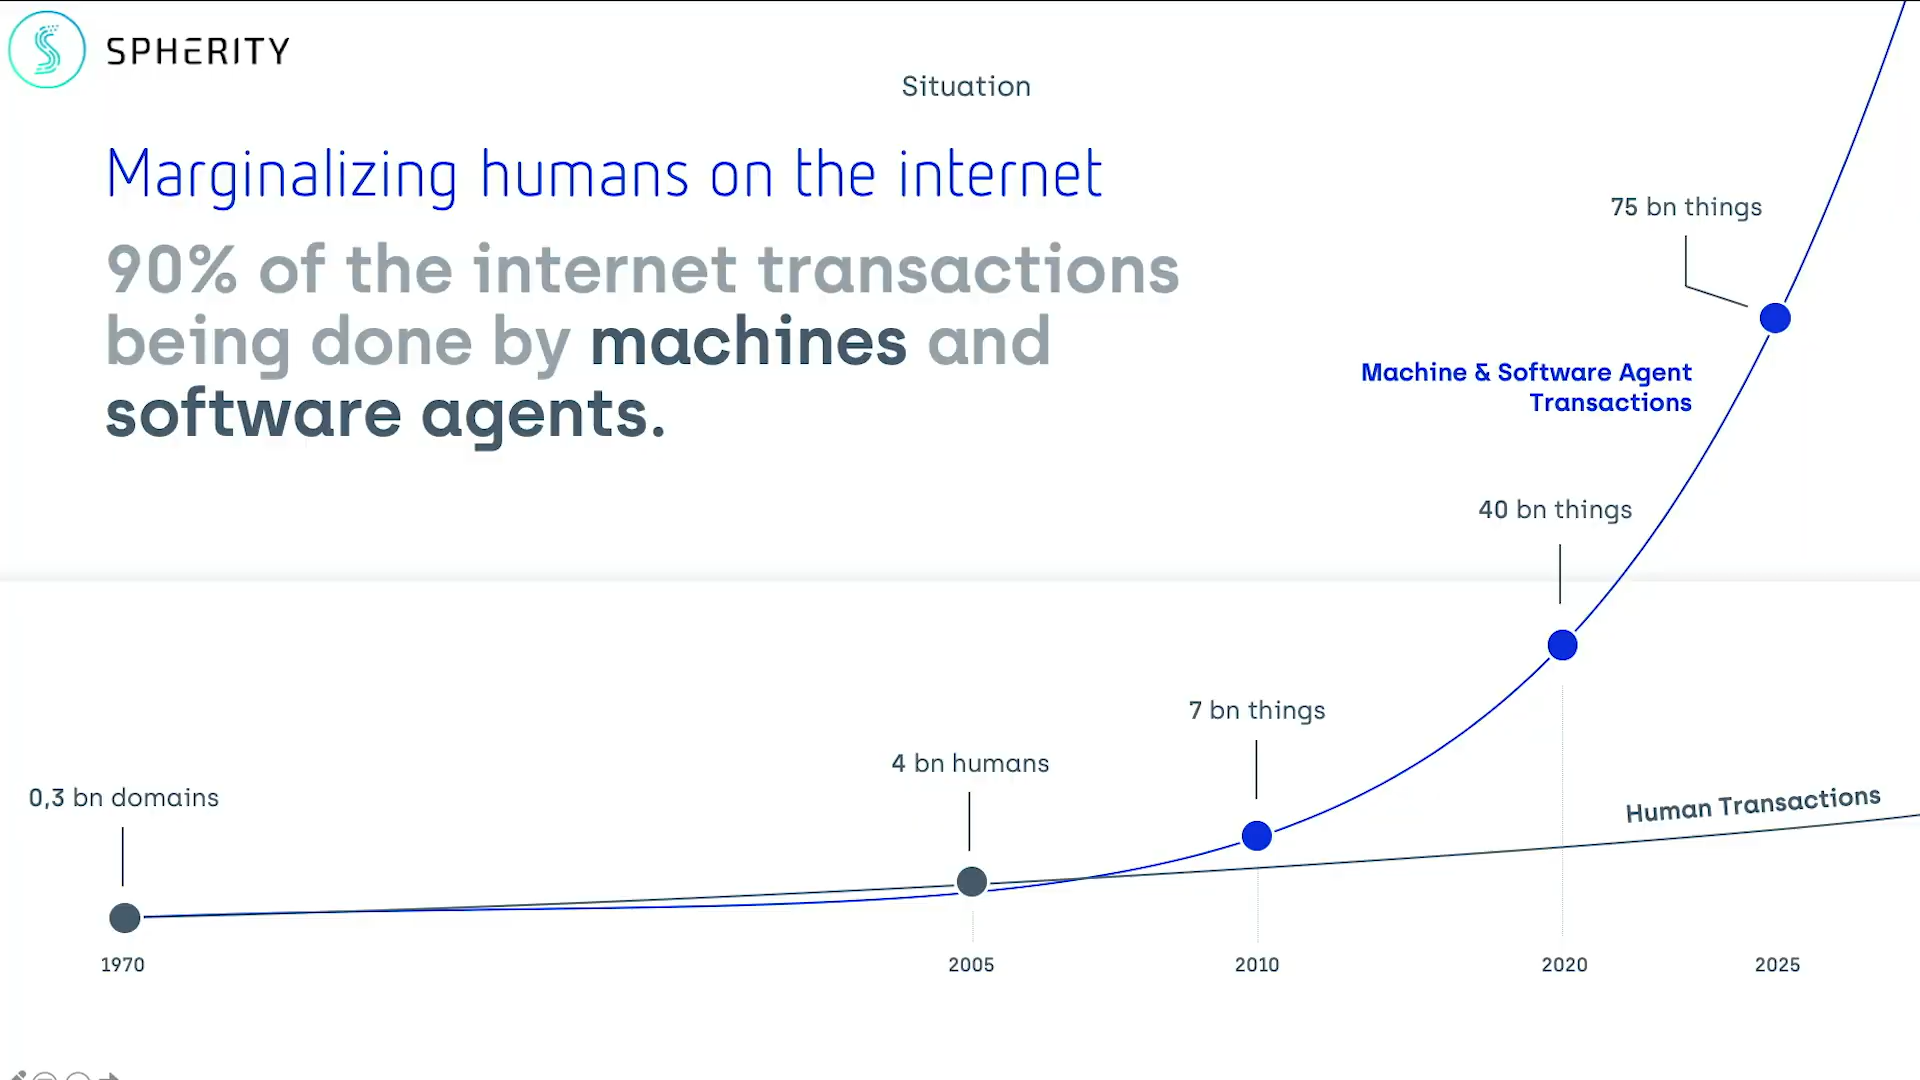 SPHERITY
Situation
Marginalizing humans on the internet
90% of the internet transactions
being done by machines and
software agents.
75 bn things
Machine & Software Agent
Transactions
40 bn things
7 bn things
4 bn humans
0,3 bn domains
Human Transactions
1970
2005
2010
2020
2025